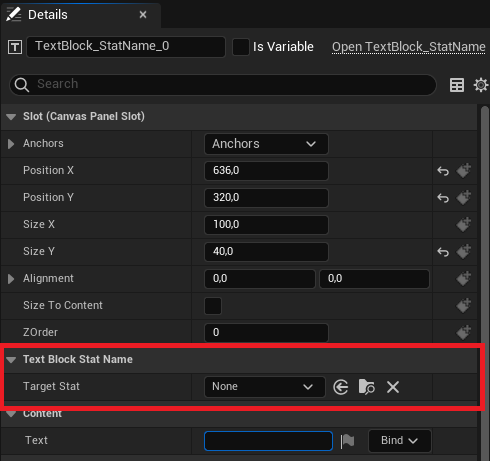 Details
TextBlock_StatName_0 Is Variable Open TextBlock_StatName
Search
Slot (Canvas Panel Slot)
Anchors Anchors
Position X 636,0
Position Y 320,0
Size X 100,0
Size Y 40,0
Alignment 0,0 0,0
Size To Content
ZOrder 0
Text Block Stat Name
Target Stat None
Content
Text Bind